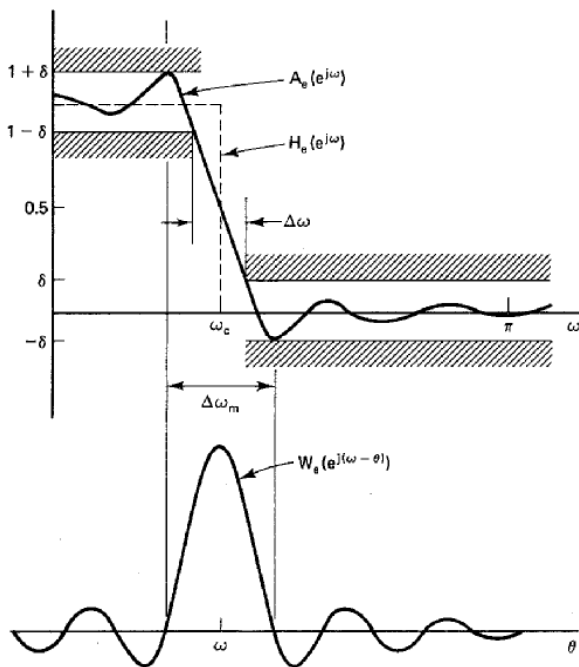 1 + δ
A_e(e^{jω})
1 − δ
H_e(e^{jω})
0.5
Δω
δ
ω_c
π
ω
−δ
Δω_m
W_e(e^{j(ω − θ)})
ω
θ